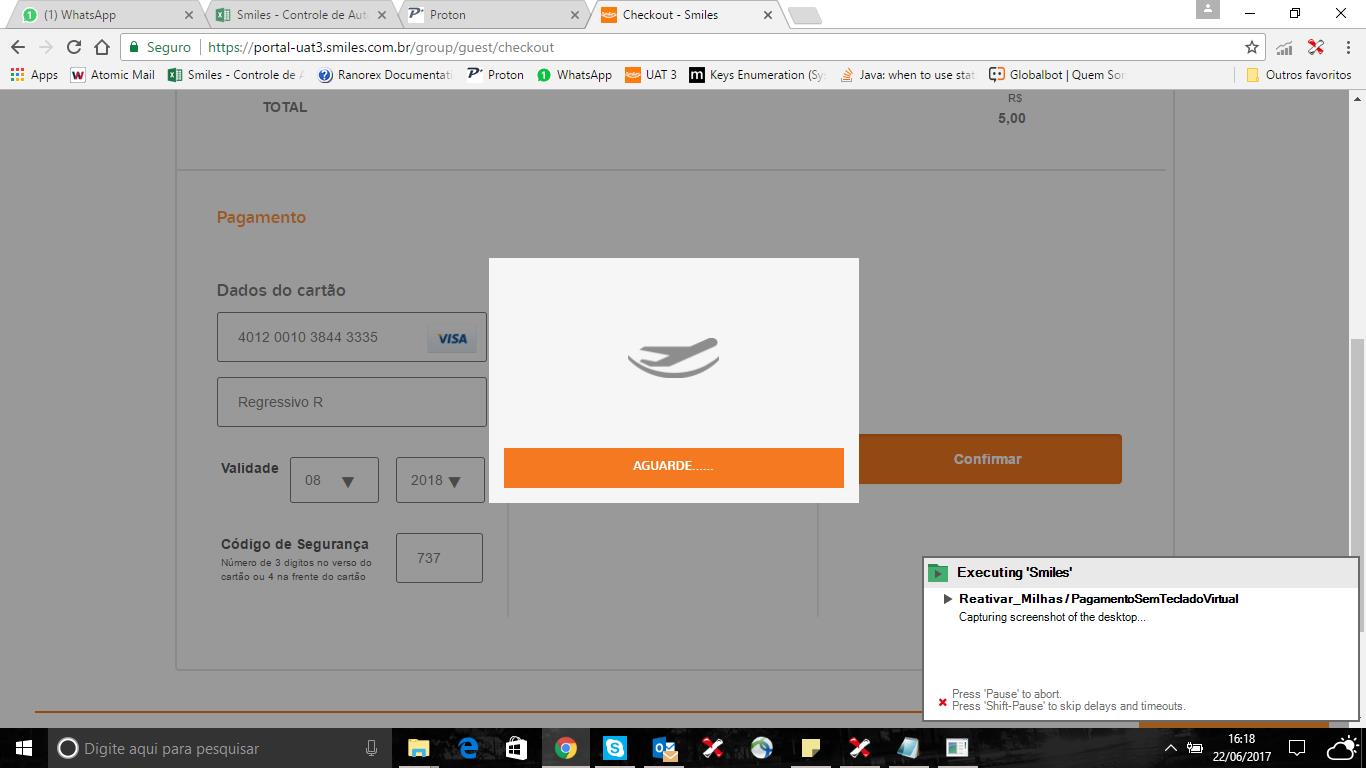 (1) WhatsApp
Smiles - Controle de Aut
Proton
Checkout - Smiles
Seguro
https://portal-uat3.smiles.com.br/group/guest/checkout
Apps
Atomic Mail
Smiles - Controle de A
Ranorex Documentati
Proton
WhatsApp
UAT 3
Keys Enumeration (Sy
Java: when to use stat
Globalbot | Quem Son
Outros favoritos
TOTAL
R$
5,00
Pagamento
Dados do cartão
4012 0010 3844 3335
VISA
Regressivo R
Validade
08
2018
Código de Segurança
Número de 3 digitos no verso do
cartão ou 4 na frente do cartão
737
AGUARDE......
Confirmar
Executing 'Smiles'
Reativar_Milhas / PagamentoSemTecladoVirtual
Capturing screenshot of the desktop...
Press 'Pause' to abort.
Press 'Shift-Pause' to skip delays and timeouts.
Digite aqui para pesquisar
16:18
22/06/2017